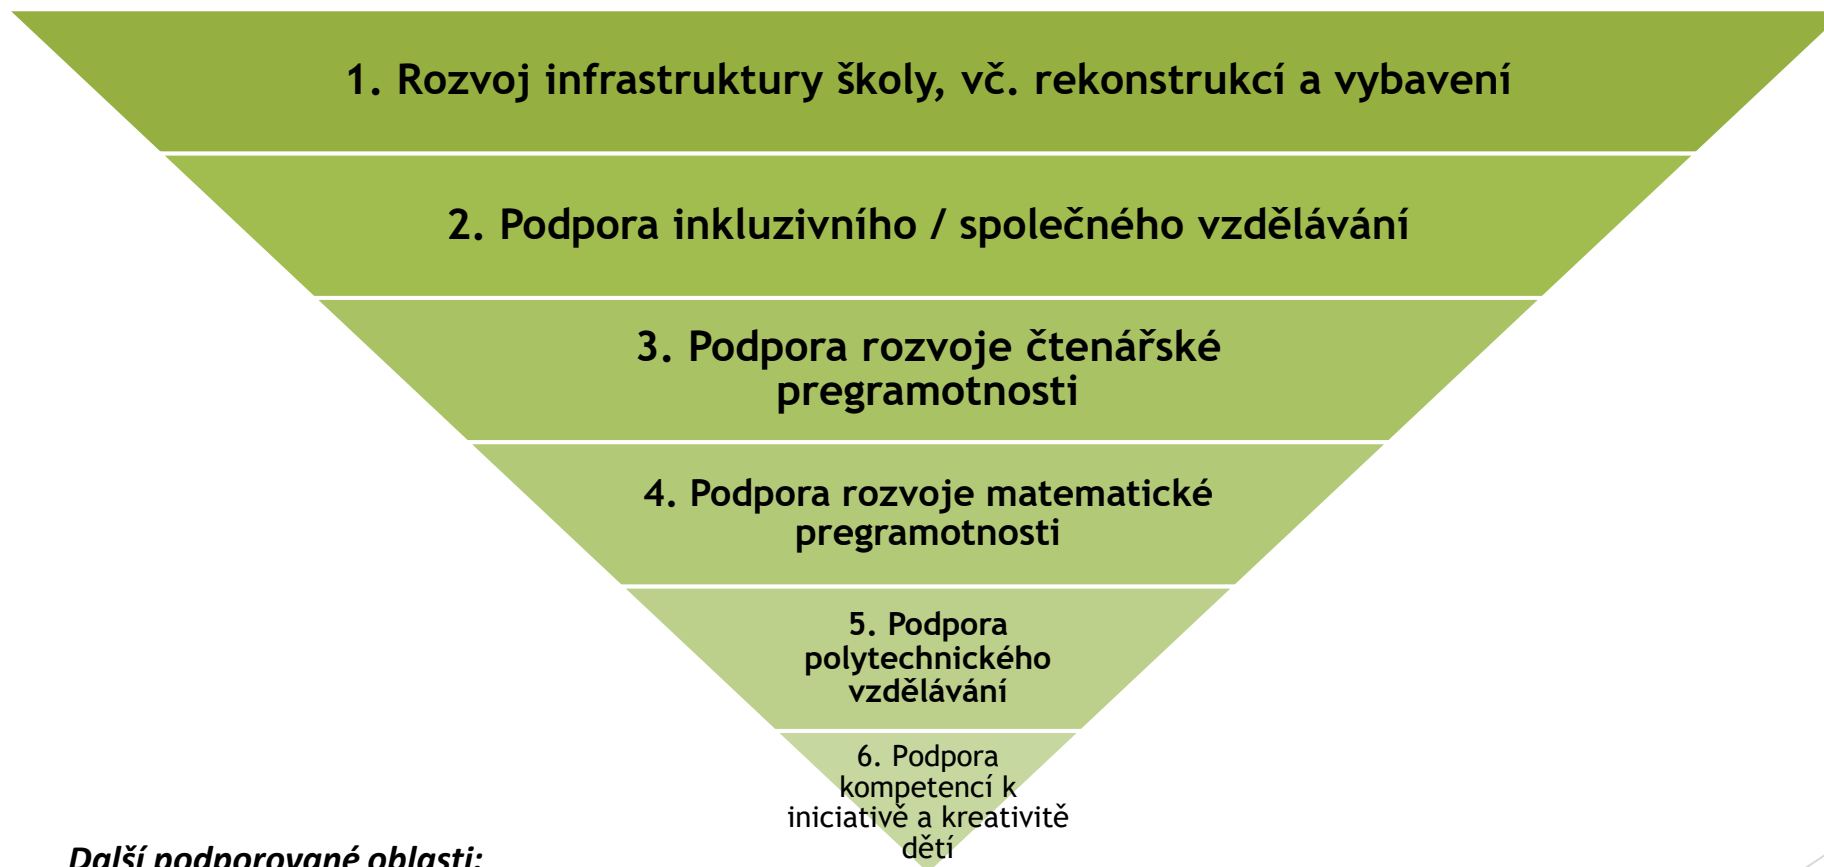 1. Rozvoj infrastruktury školy, vč. rekonstrukcí a vybavení
2. Podpora inkluzivního / společného vzdělávání
3. Podpora rozvoje čtenářské
pregramotnosti
4. Podpora rozvoje matematické
pregramotnosti
5. Podpora
polytechnického
vzdělávání
6. Podpora
kompetencí k
iniciativě a kreativitě
dětí
Další podporované oblasti: